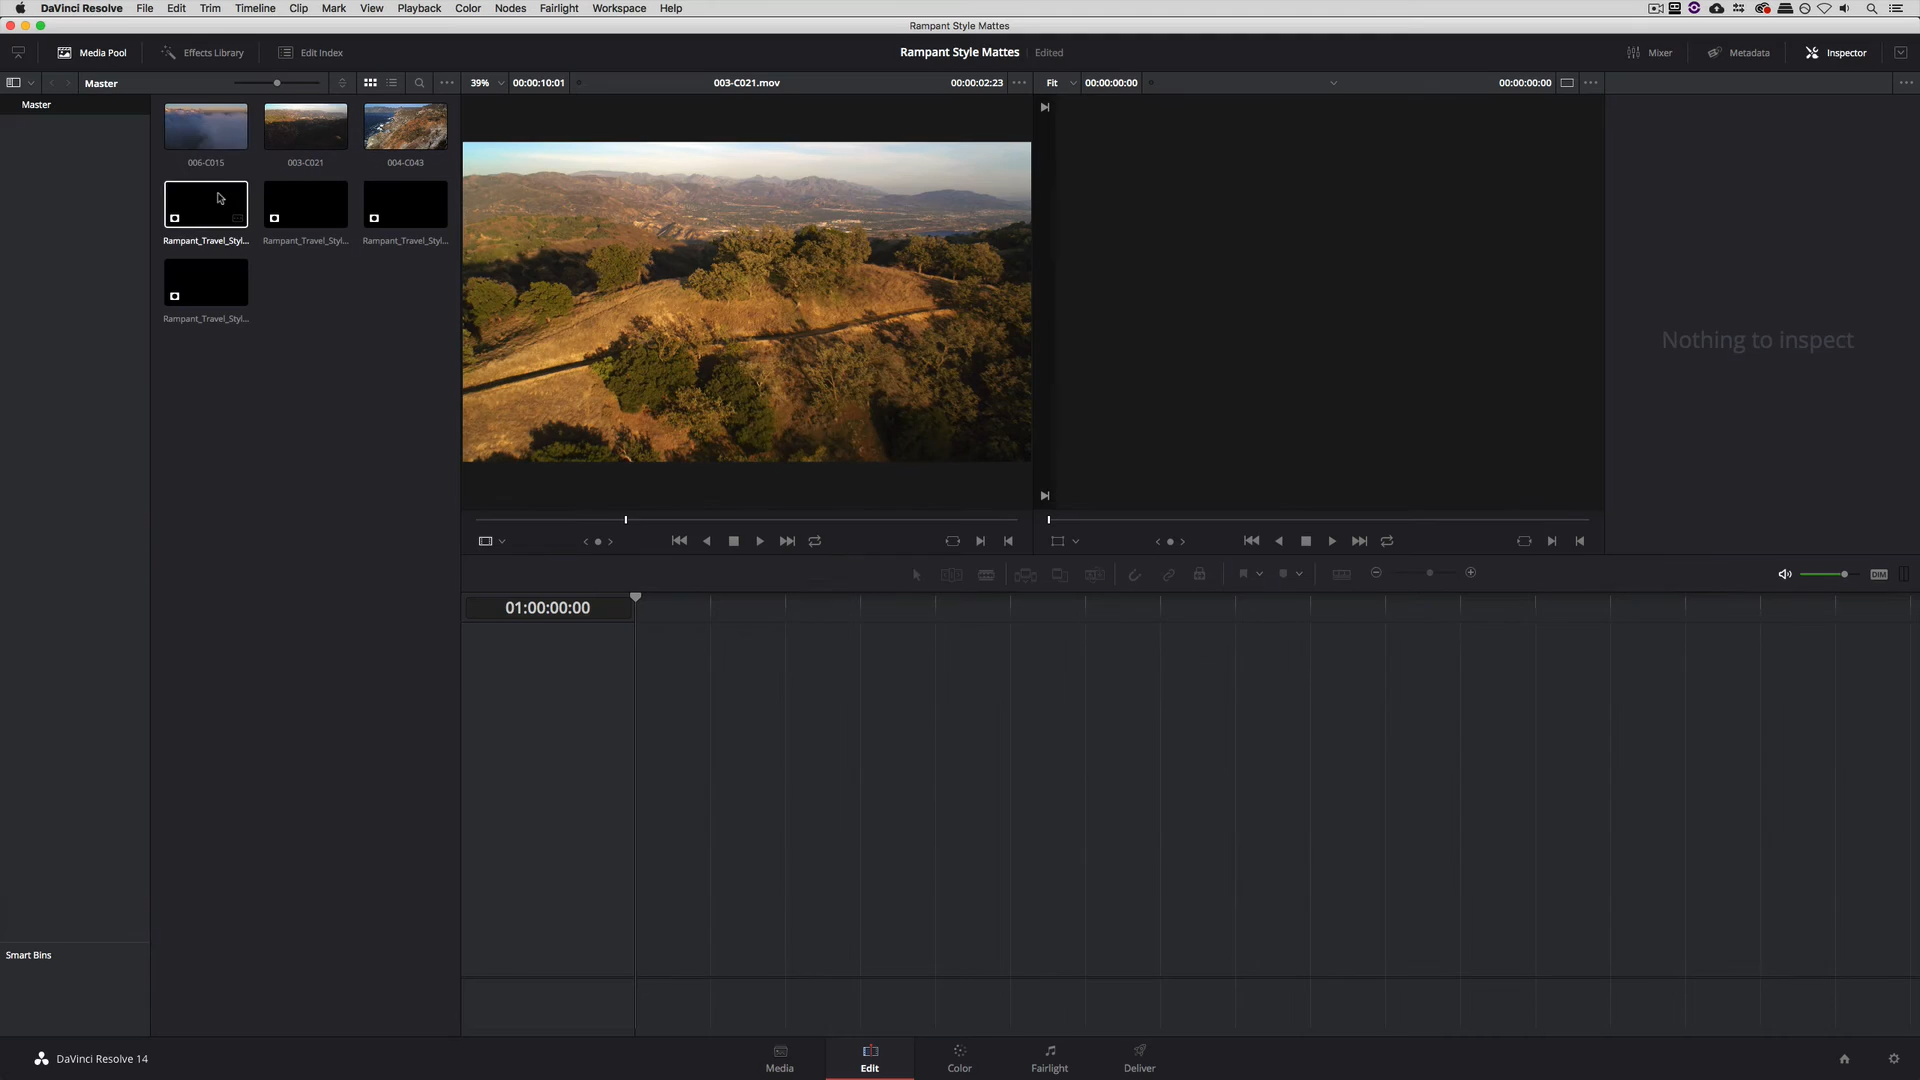 DaVinci Resolve File Edit Trim Timeline Clip Mark View Playback Color Nodes Fairlight Workspace Help
Rampant Style Mattes
Media Pool Effects Library Edit Index Rampant Style Mattes Edited Mixer Metadata Inspector
Master 39% 00:00:10:01 003-C021.mov 00:00:02:23 Fit 00:00:00:00 00:00:00:00
Master
006-C015 003-C021 004-C043
Rampant_Travel_Styl... Rampant_Travel_Styl... Rampant_Travel_Styl...
Rampant_Travel_Styl...
Nothing to inspect
DIM
01:00:00:00
Smart Bins
DaVinci Resolve 14
Media Edit Color Fairlight Deliver